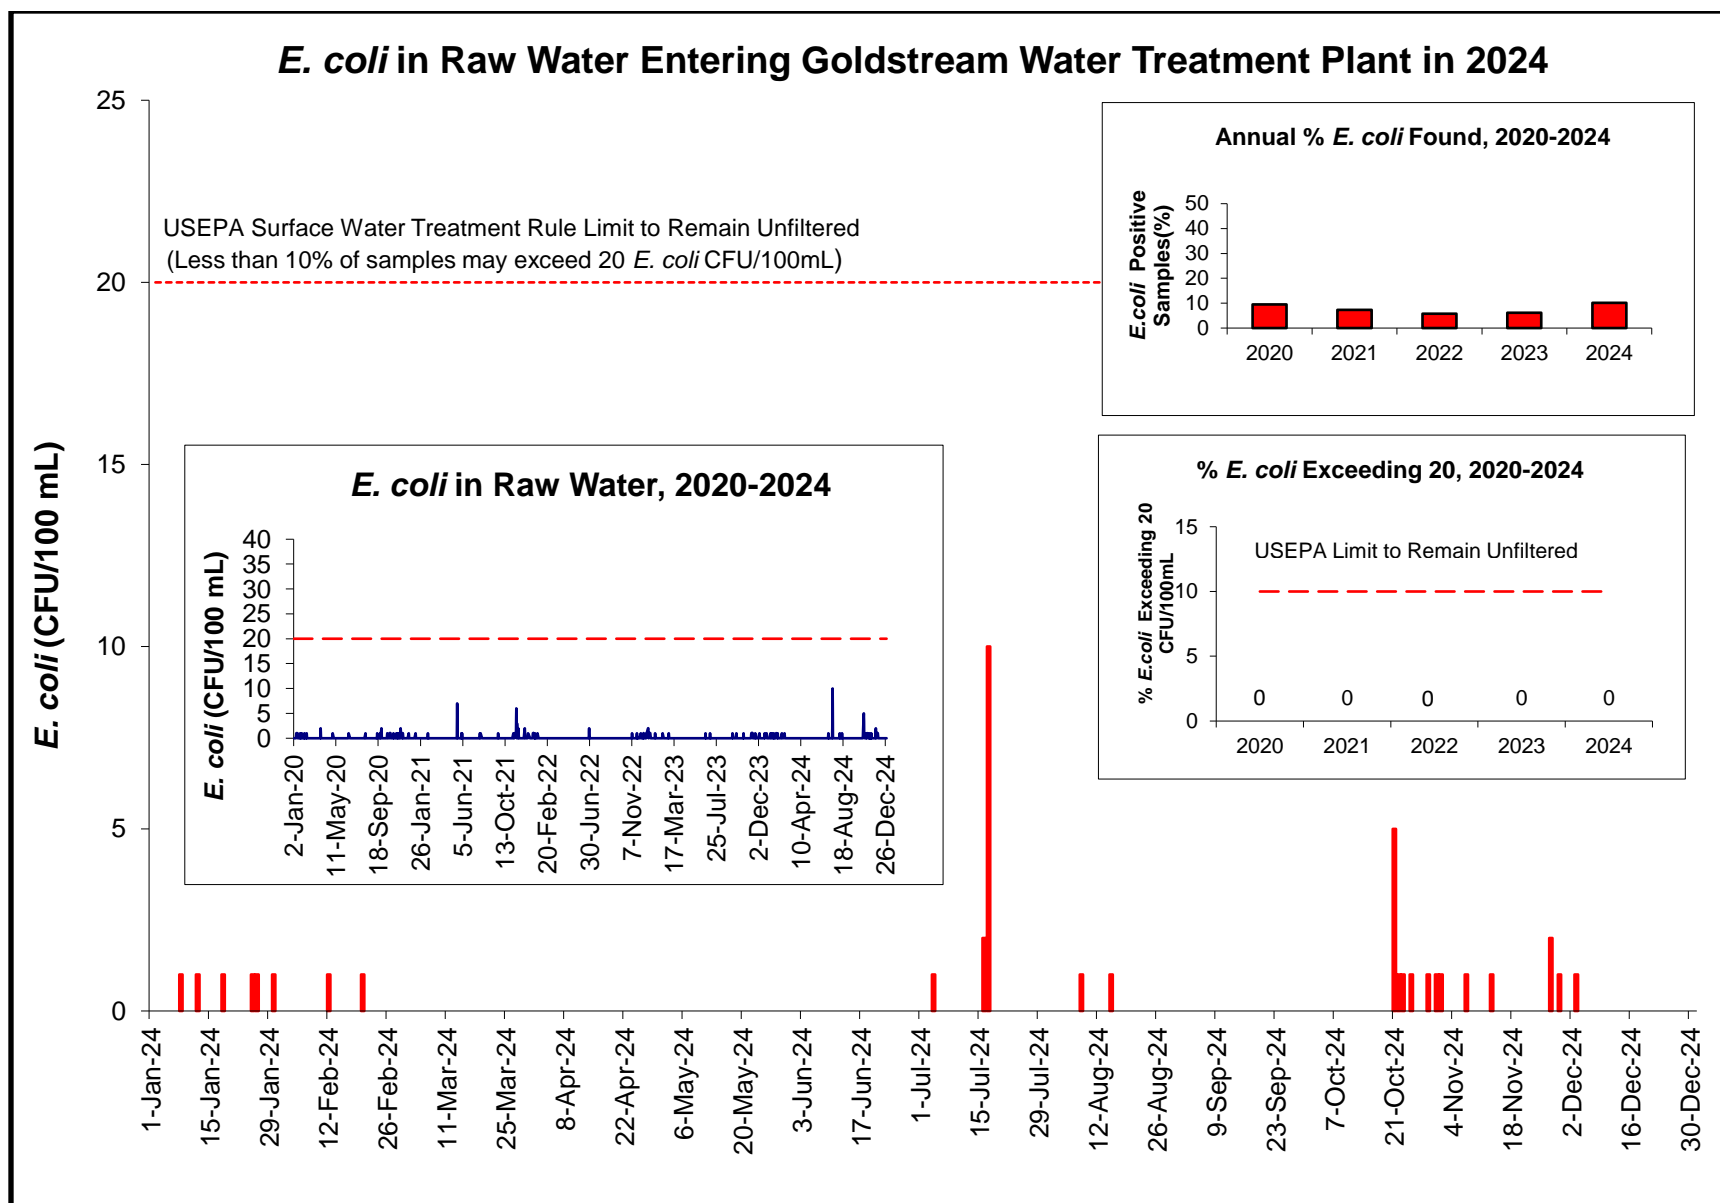 E. coli in Raw Water Entering Goldstream Water Treatment Plant in 2024
E. coli (CFU/100 mL)
25
20
15
10
5
0
USEPA Surface Water Treatment Rule Limit to Remain Unfiltered
(Less than 10% of samples may exceed 20 E. coli CFU/100mL)
Annual % E. coli Found, 2020-2024
E.coli Positive
Samples(%)
50
40
30
20
10
0
2020 2021 2022 2023 2024
E. coli in Raw Water, 2020-2024
E. coli (CFU/100 mL)
40
35
30
25
20
15
10
5
0
2-Jan-20
11-May-20
18-Sep-20
26-Jan-21
5-Jun-21
13-Oct-21
20-Feb-22
30-Jun-22
7-Nov-22
17-Mar-23
25-Jul-23
2-Dec-23
10-Apr-24
18-Aug-24
26-Dec-24
% E. coli Exceeding 20, 2020-2024
% E.coli Exceeding 20
CFU/100mL
15
10
5
0
USEPA Limit to Remain Unfiltered
0 0 0 0 0
2020 2021 2022 2023 2024
1-Jan-24
15-Jan-24
29-Jan-24
12-Feb-24
26-Feb-24
11-Mar-24
25-Mar-24
8-Apr-24
22-Apr-24
6-May-24
20-May-24
3-Jun-24
17-Jun-24
1-Jul-24
15-Jul-24
29-Jul-24
12-Aug-24
26-Aug-24
9-Sep-24
23-Sep-24
7-Oct-24
21-Oct-24
4-Nov-24
18-Nov-24
2-Dec-24
16-Dec-24
30-Dec-24